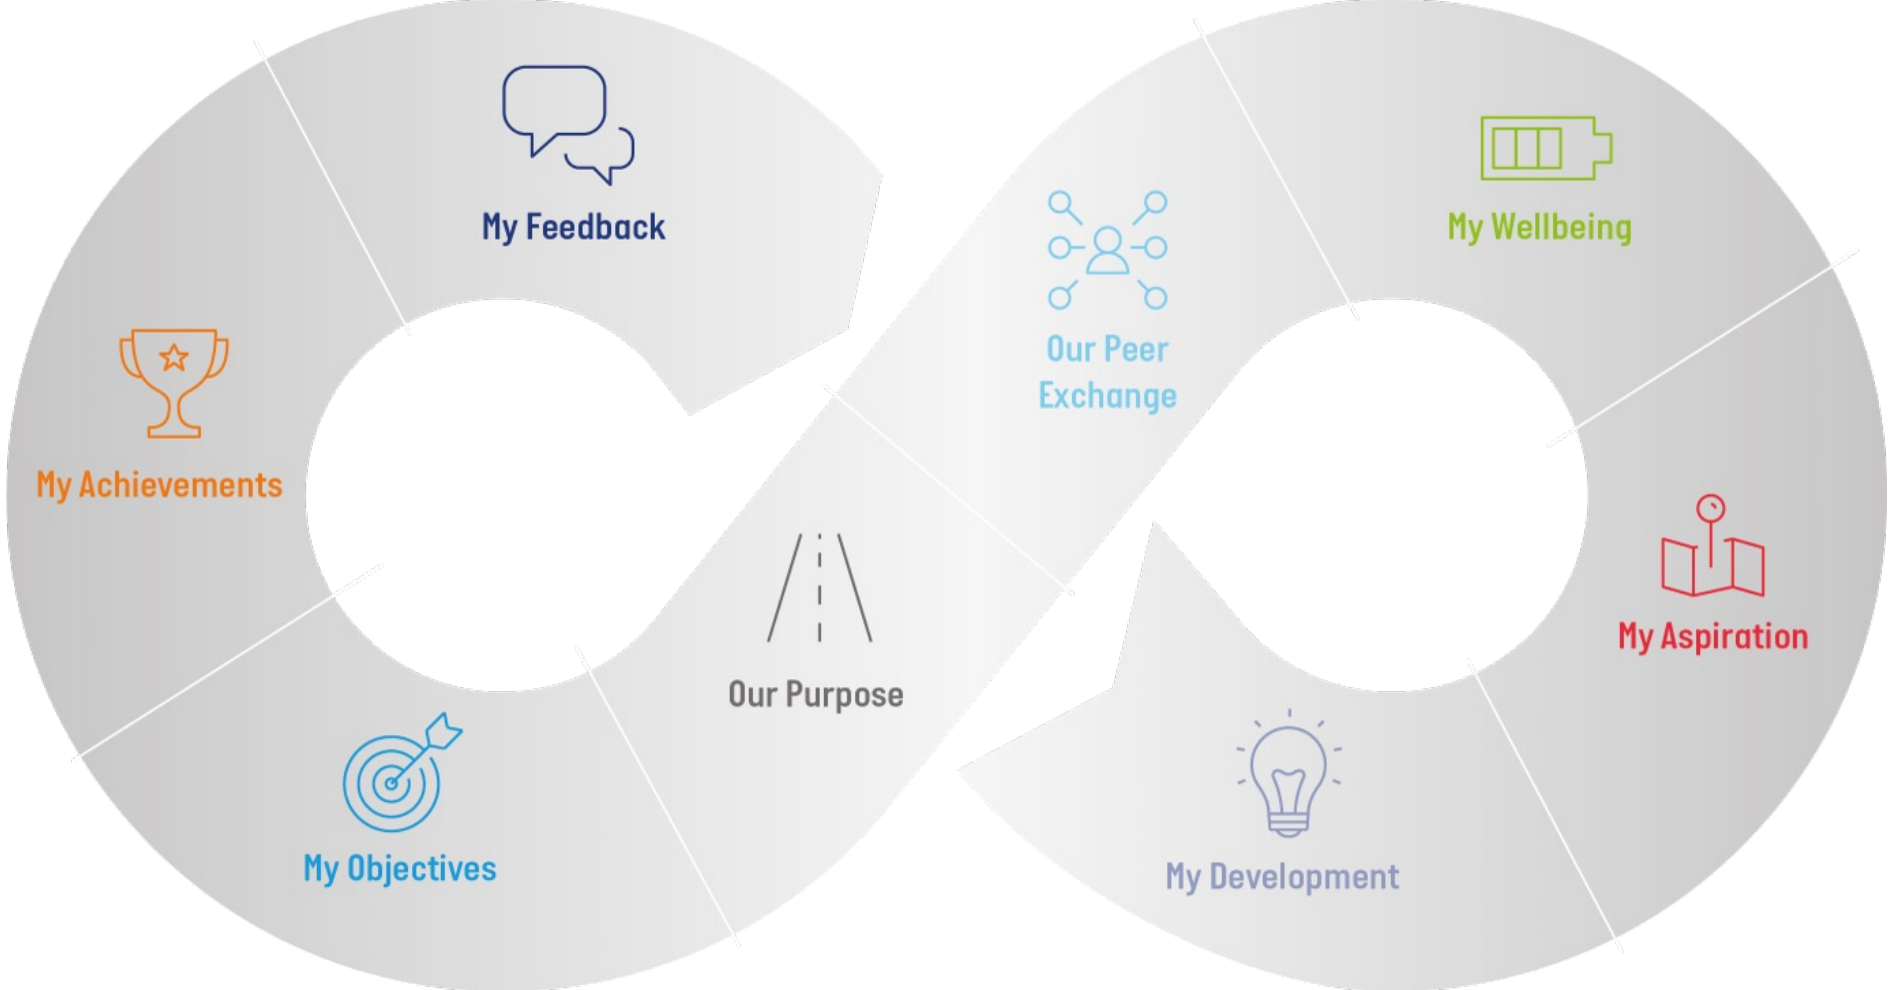 My Feedback
My Wellbeing
Our Peer
Exchange
My Achievements
My Aspiration
Our Purpose
My Objectives
My Development